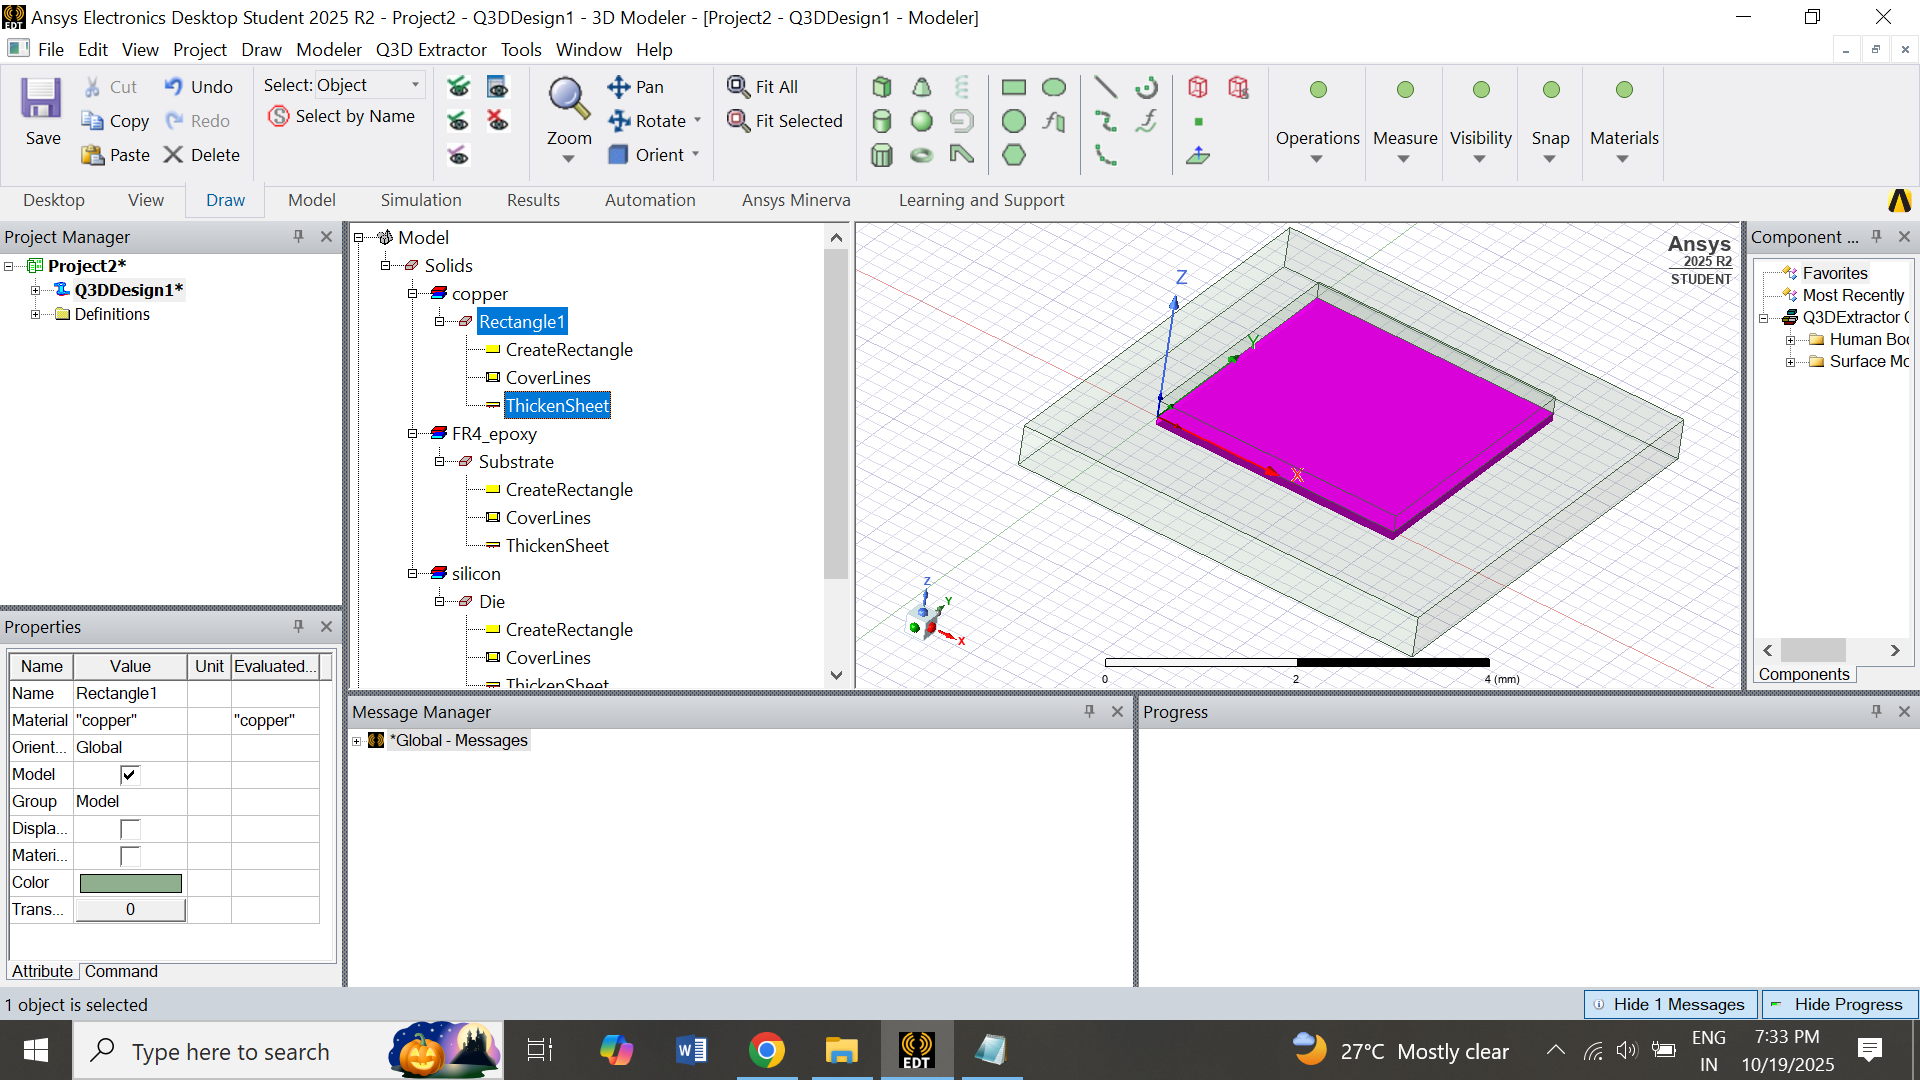 Ansys Electronics Desktop Student 2025 R2 - Project2 - Q3DDesign1 - 3D Modeler - [Project2 - Q3DDesign1 - Modeler]
File Edit View Project Draw Modeler Q3D Extractor Tools Window Help
Save
Cut
Copy
Paste
Undo
Redo
Delete
Select: Object
Select by Name
Zoom
Pan
Rotate
Orient
Fit All
Fit Selected
Operations
Measure
Visibility
Snap
Materials
Desktop View Draw Model Simulation Results Automation Ansys Minerva Learning and Support
Project Manager
Project2*
Q3DDesign1*
Definitions
Model
Solids
copper
Rectangle1
CreateRectangle
CoverLines
ThickenSheet
FR4_epoxy
Substrate
CreateRectangle
CoverLines
ThickenSheet
silicon
Die
CreateRectangle
CoverLines
ThickenSheet
Ansys
2025 R2
STUDENT
Z
Y
X
Z
Y
X
0 2 4 (mm)
Component ...
Favorites
Most Recently
Q3DExtractor
Human Bo
Surface Mo
Components
Properties
Name Value Unit Evaluated...
Name Rectangle1
Material "copper" "copper"
Orient... Global
Model
Group Model
Displa...
Materi...
Color
Trans... 0
Attribute Command
Message Manager
*Global - Messages
Progress
1 object is selected
Hide 1 Messages
Hide Progress
Type here to search
EDT
27°C Mostly clear
ENG
IN
7:33 PM
10/19/2025